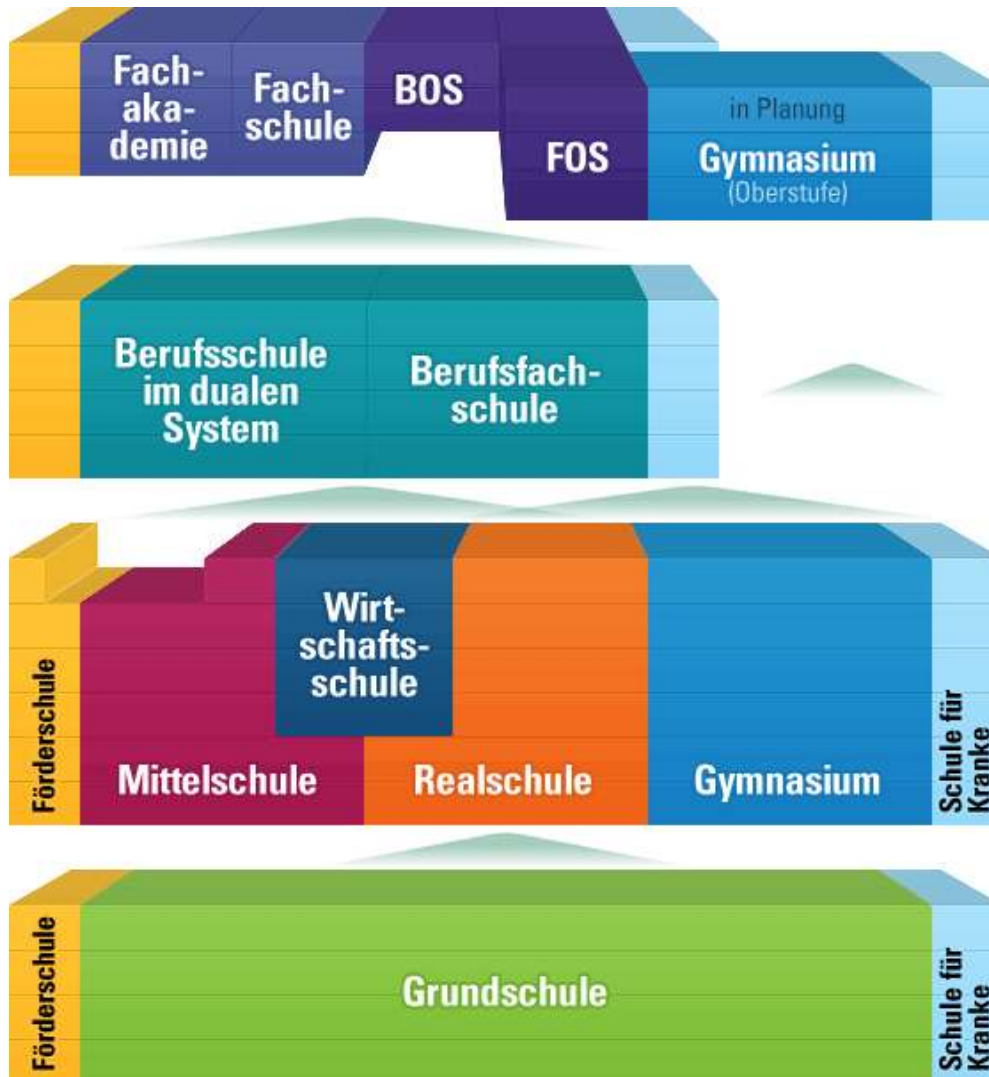 Fach-
aka-
demie
Fach-
schule
BOS
FOS
in Planung
Gymnasium
(Oberstufe)
Berufsschule
im dualen
System
Berufsfach-
schule
Förderschule
Mittelschule
Wirt-
schafts-
schule
Realschule
Gymnasium
Schule für
Kranke
Förderschule
Grundschule
Schule für
Kranke